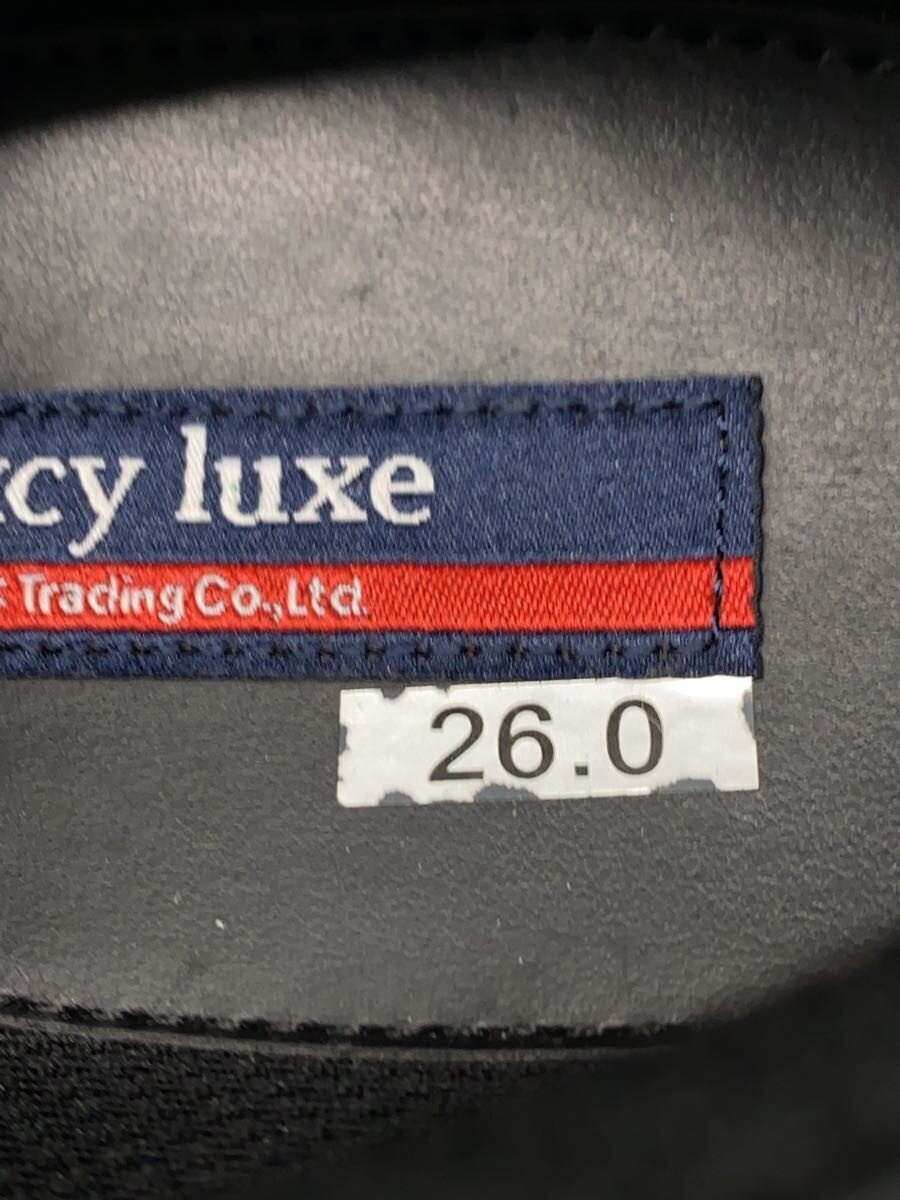 cy luxe
Trading Co.,Ltd.
26.0